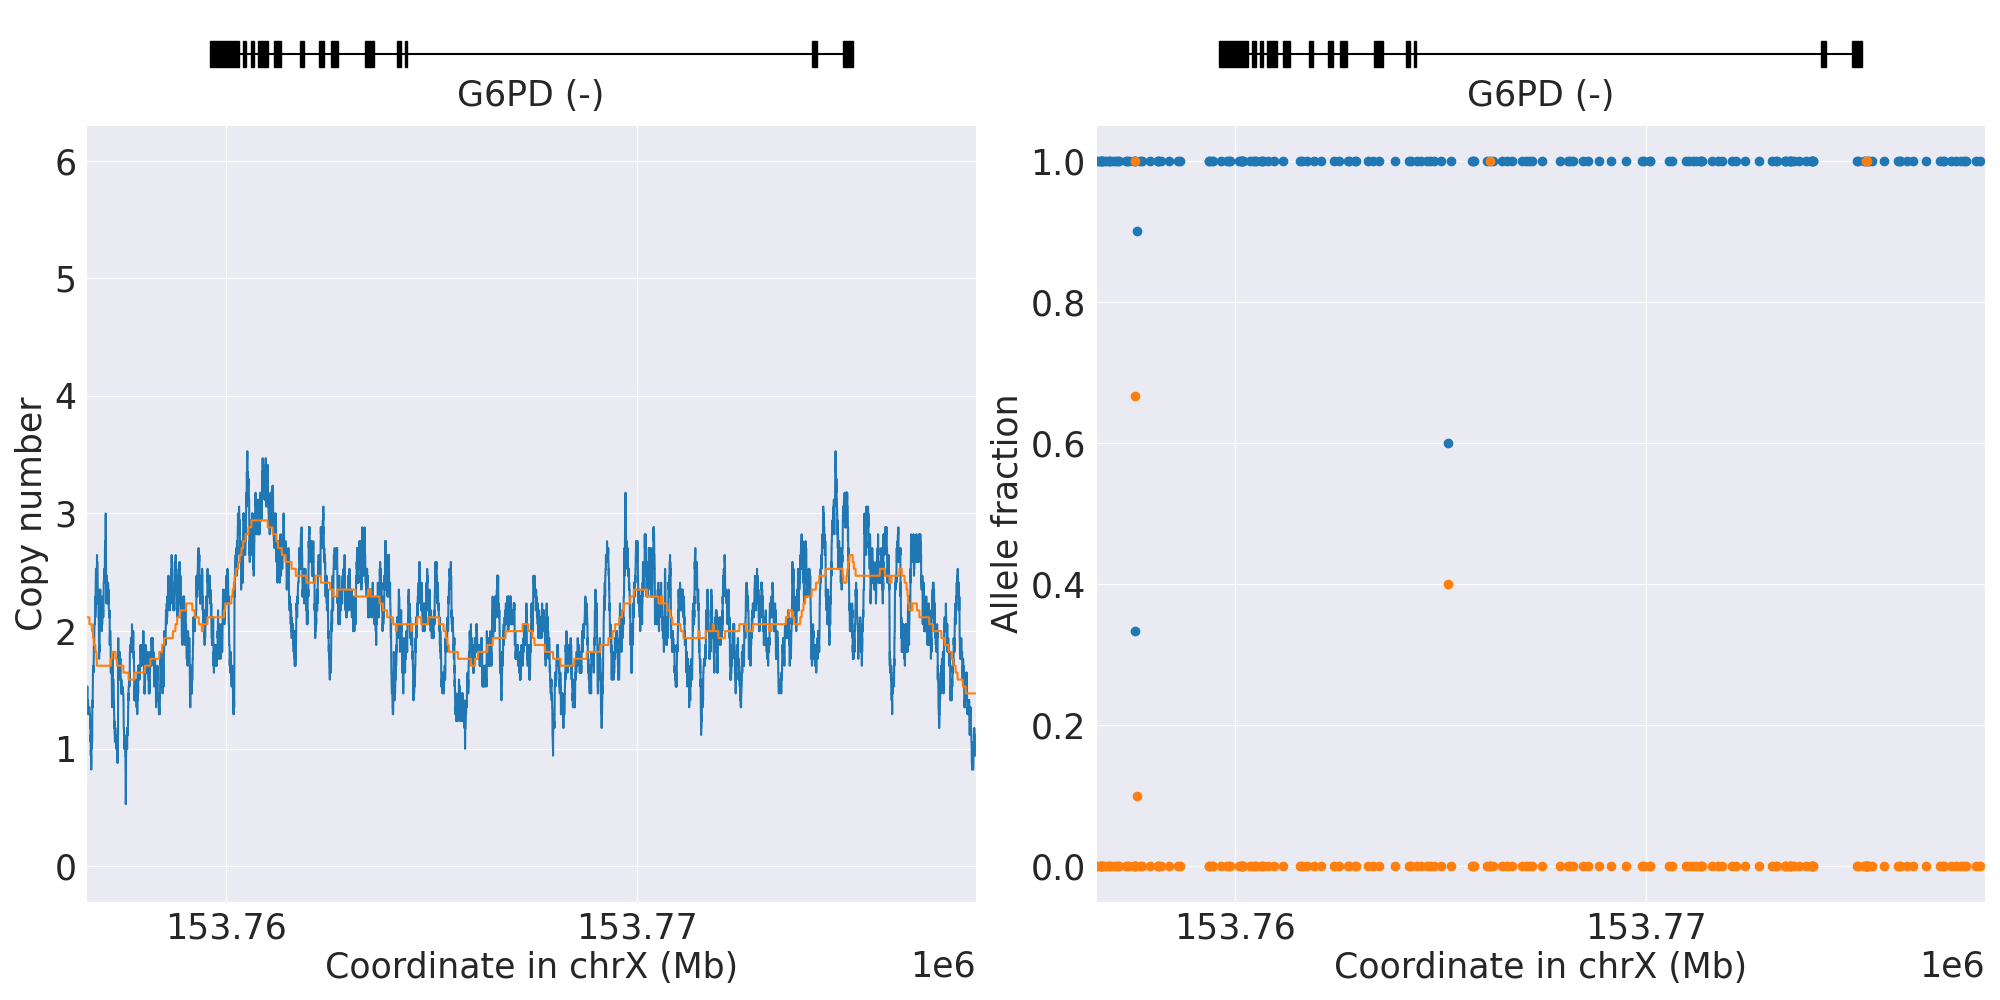 G6PD (-)
6
5
4
3
2
1
0
Copy number
153.76
153.77
Coordinate in chrX (Mb)
1e6
G6PD (-)
1.0
0.8
0.6
0.4
0.2
0.0
Allele fraction
153.76
153.77
Coordinate in chrX (Mb)
1e6